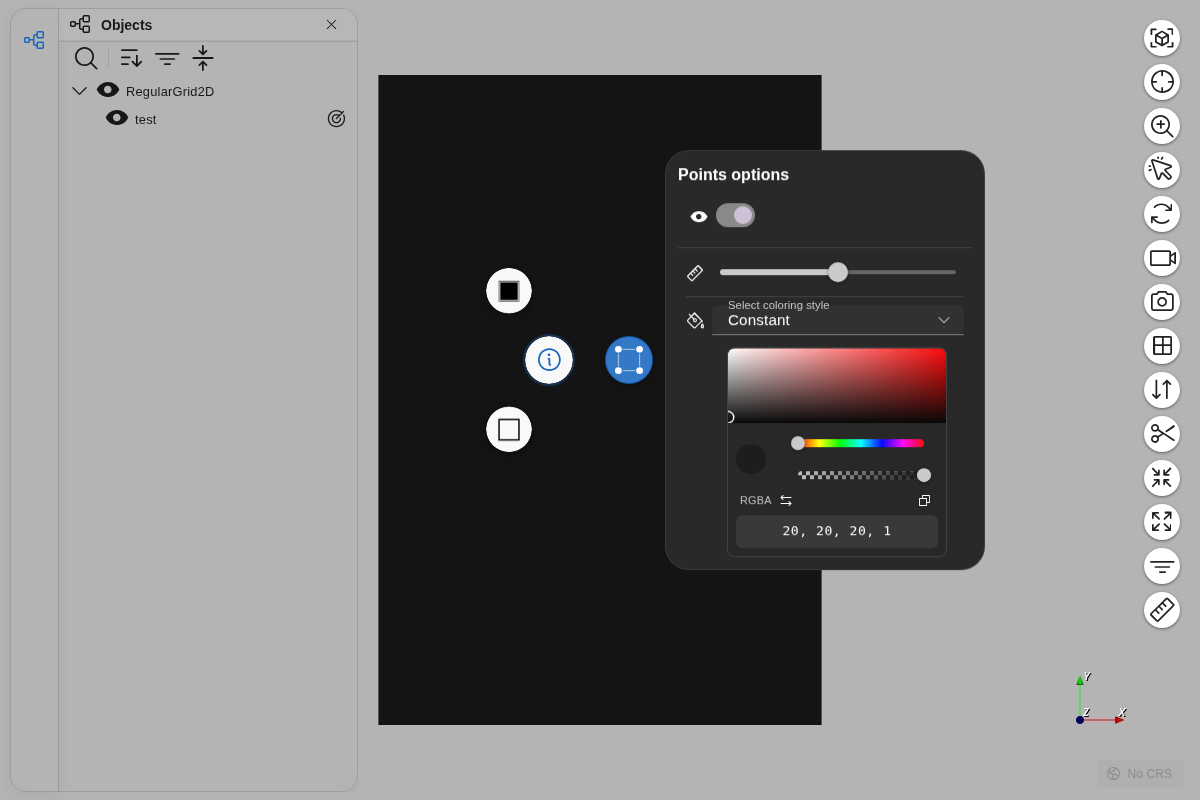 Objects
RegularGrid2D
test
Points options
Select coloring style
Constant
RGBA
20, 20, 20, 1
Y
Z
X
No CRS